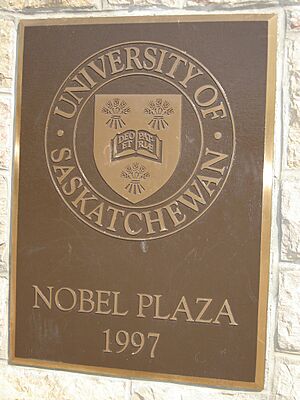 · UNIVERSITY OF ·
SASKATCHEWAN
DEO PAT-
ET RIÆ
NOBEL PLAZA
1997